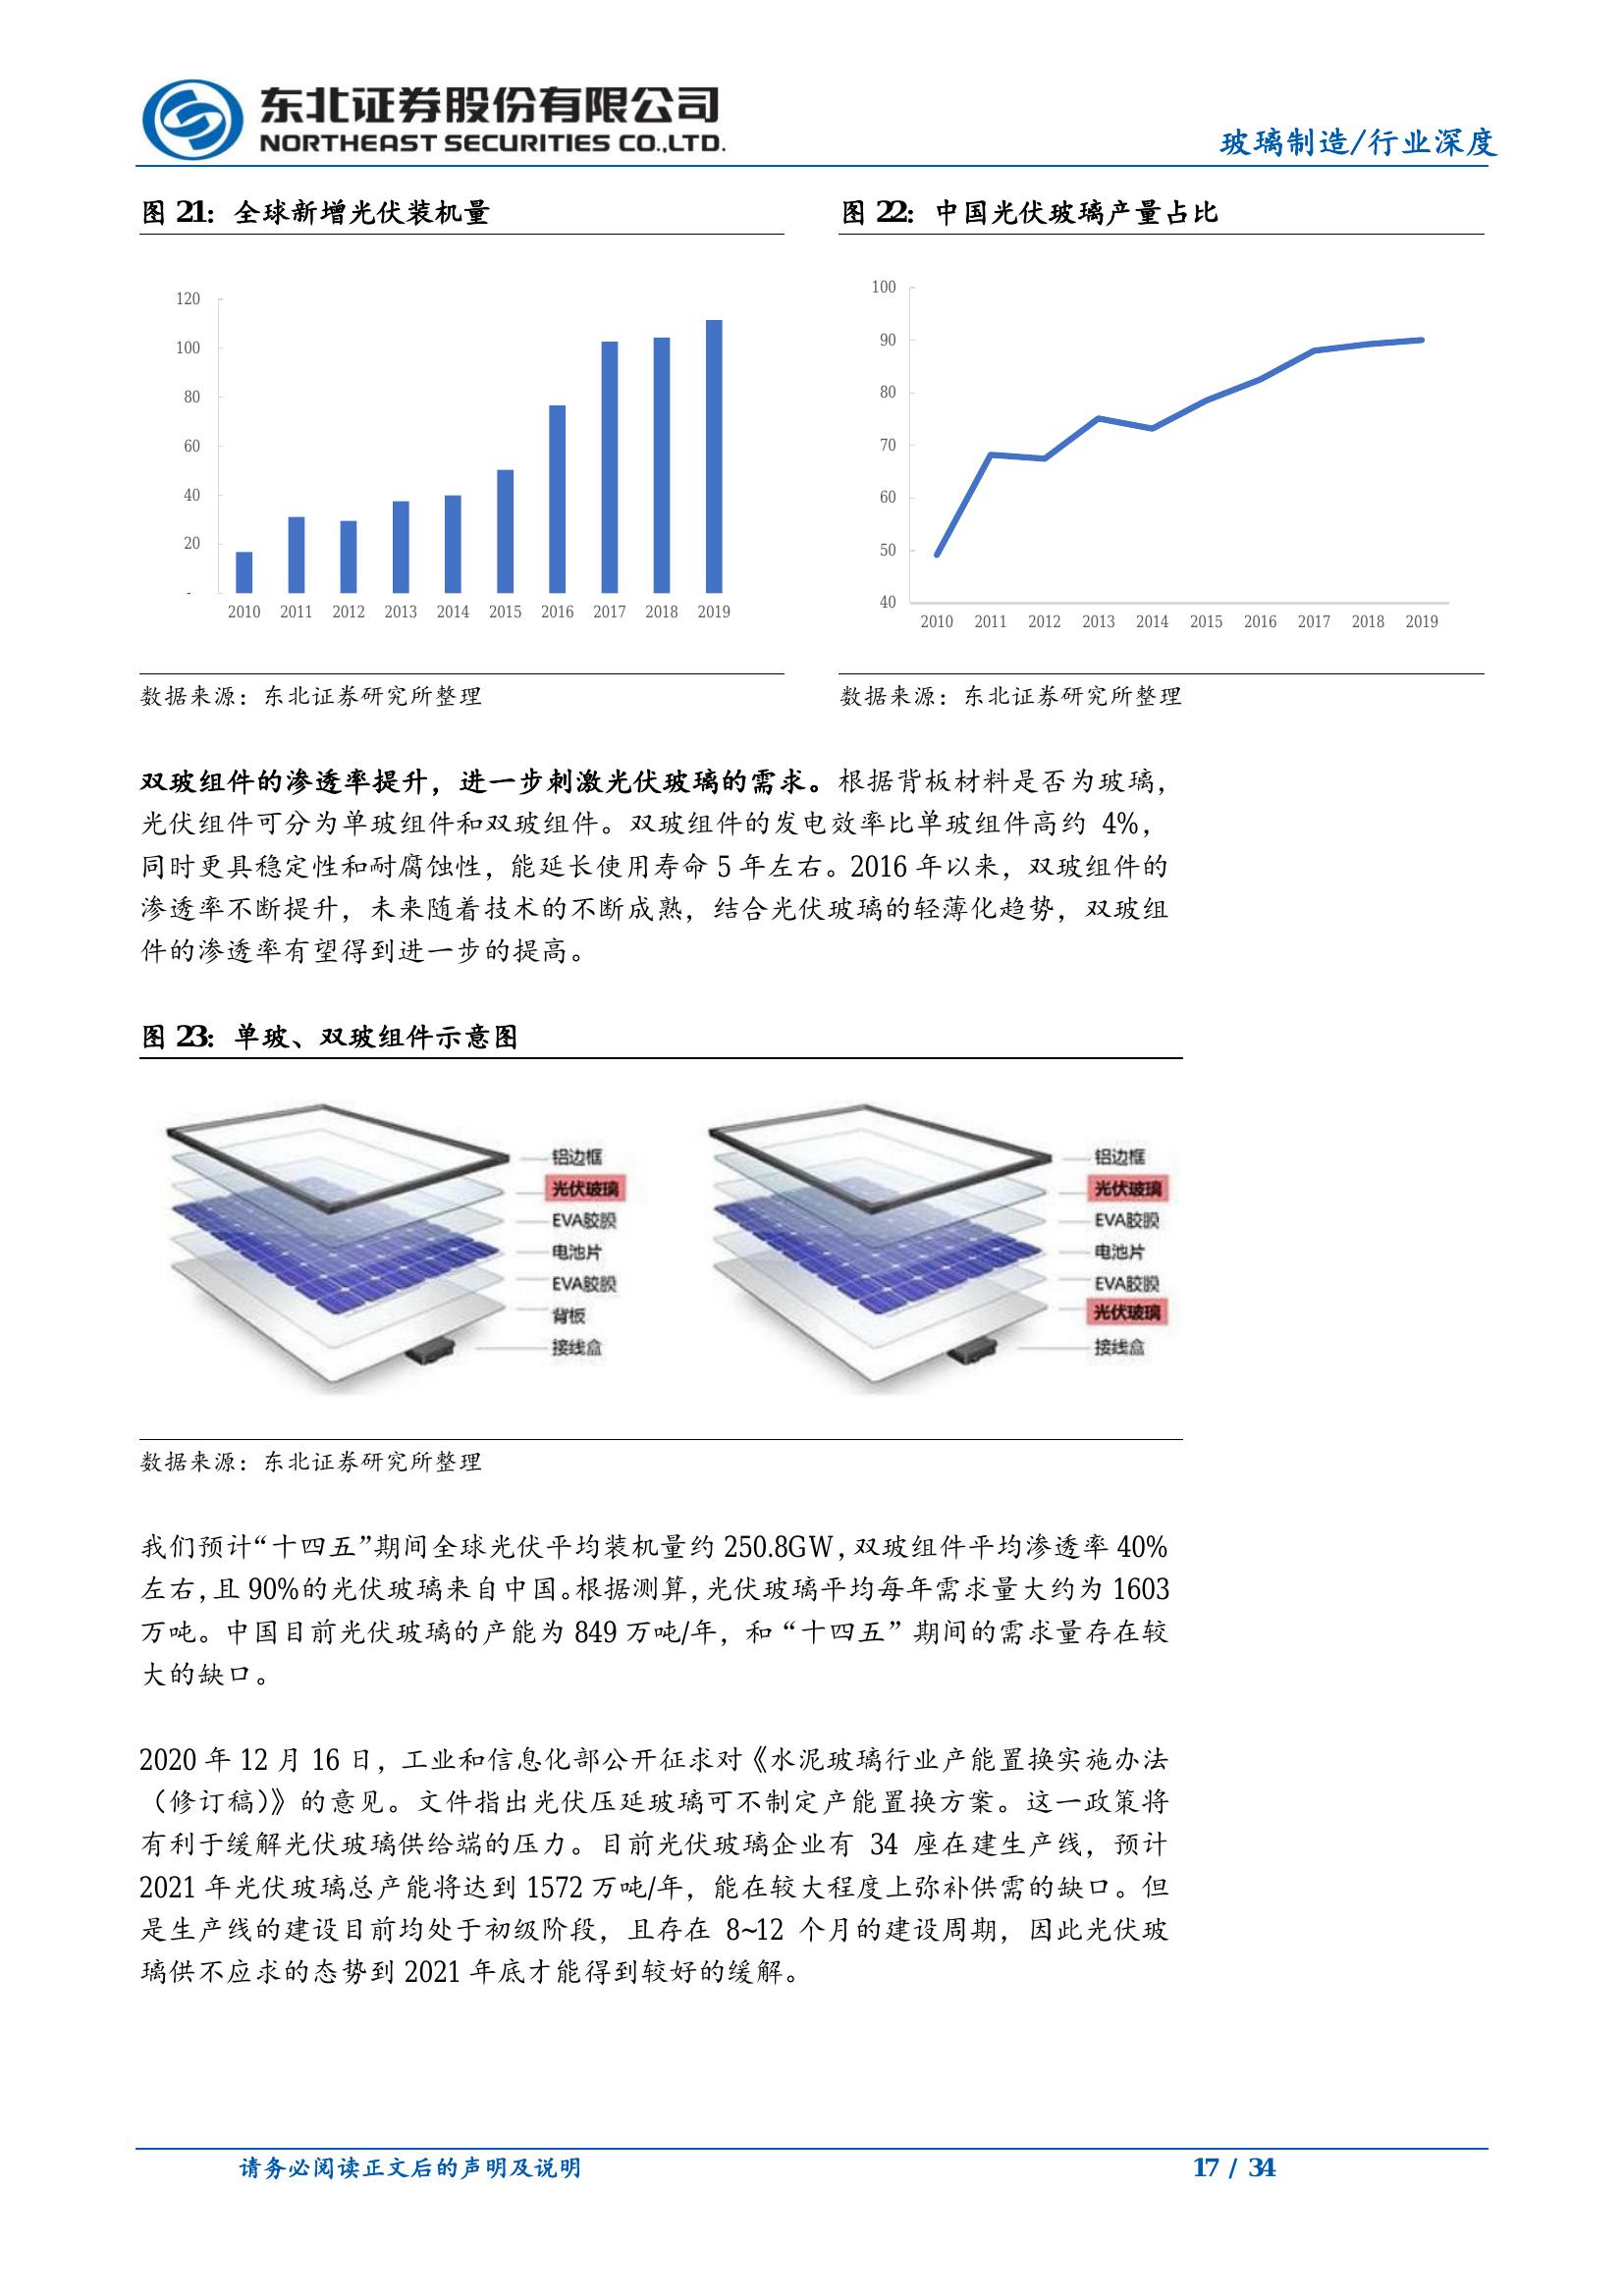 东北证券股份有限公司
NORTHEAST SECURITIES CO.,LTD.
玻璃制造/行业深度
图 21：全球新增光伏装机量
120
100
80
60
40
20
-
2010 2011 2012 2013 2014 2015 2016 2017 2018 2019
数据来源：东北证券研究所整理
图 22：中国光伏玻璃产量占比
100
90
80
70
60
50
40
2010 2011 2012 2013 2014 2015 2016 2017 2018 2019
数据来源：东北证券研究所整理
双玻组件的渗透率提升，进一步刺激光伏玻璃的需求。根据背板材料是否为玻璃，
光伏组件可分为单玻组件和双玻组件。双玻组件的发电效率比单玻组件高约 4%，
同时更具稳定性和耐腐蚀性，能延长使用寿命 5 年左右。2016 年以来，双玻组件的
渗透率不断提升，未来随着技术的不断成熟，结合光伏玻璃的轻薄化趋势，双玻组
件的渗透率有望得到进一步的提高。
图 23：单玻、双玻组件示意图
铝边框
光伏玻璃
EVA胶膜
电池片
EVA胶膜
背板
接线盒
铝边框
光伏玻璃
EVA胶膜
电池片
EVA胶膜
光伏玻璃
接线盒
数据来源：东北证券研究所整理
我们预计“十四五”期间全球光伏平均装机量约 250.8GW，双玻组件平均渗透率 40%
左右，且 90%的光伏玻璃来自中国。根据测算，光伏玻璃平均每年需求量大约为 1603
万吨。中国目前光伏玻璃的产能为 849 万吨/年，和“十四五”期间的需求量存在较
大的缺口。
2020 年 12 月 16 日，工业和信息化部公开征求对《水泥玻璃行业产能置换实施办法
（修订稿）》的意见。文件指出光伏压延玻璃可不制定产能置换方案。这一政策将
有利于缓解光伏玻璃供给端的压力。目前光伏玻璃企业有 34 座在建生产线，预计
2021 年光伏玻璃总产能将达到 1572 万吨/年，能在较大程度上弥补供需的缺口。但
是生产线的建设目前均处于初级阶段，且存在 8~12 个月的建设周期，因此光伏玻
璃供不应求的态势到 2021 年底才能得到较好的缓解。
请务必阅读正文后的声明及说明
17 / 34